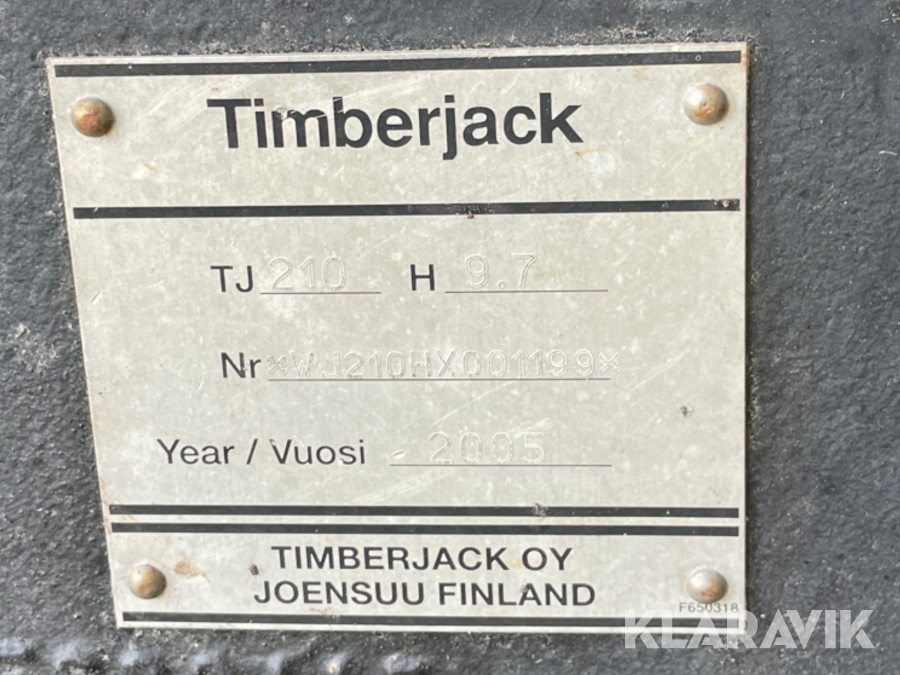 Timberjack
TJ 210 H 9.7
Nr *WJ210HX001199*
Year / Vuosi 2005
TIMBERJACK OY
JOENSUU FINLAND
F650318
KLARAVIK